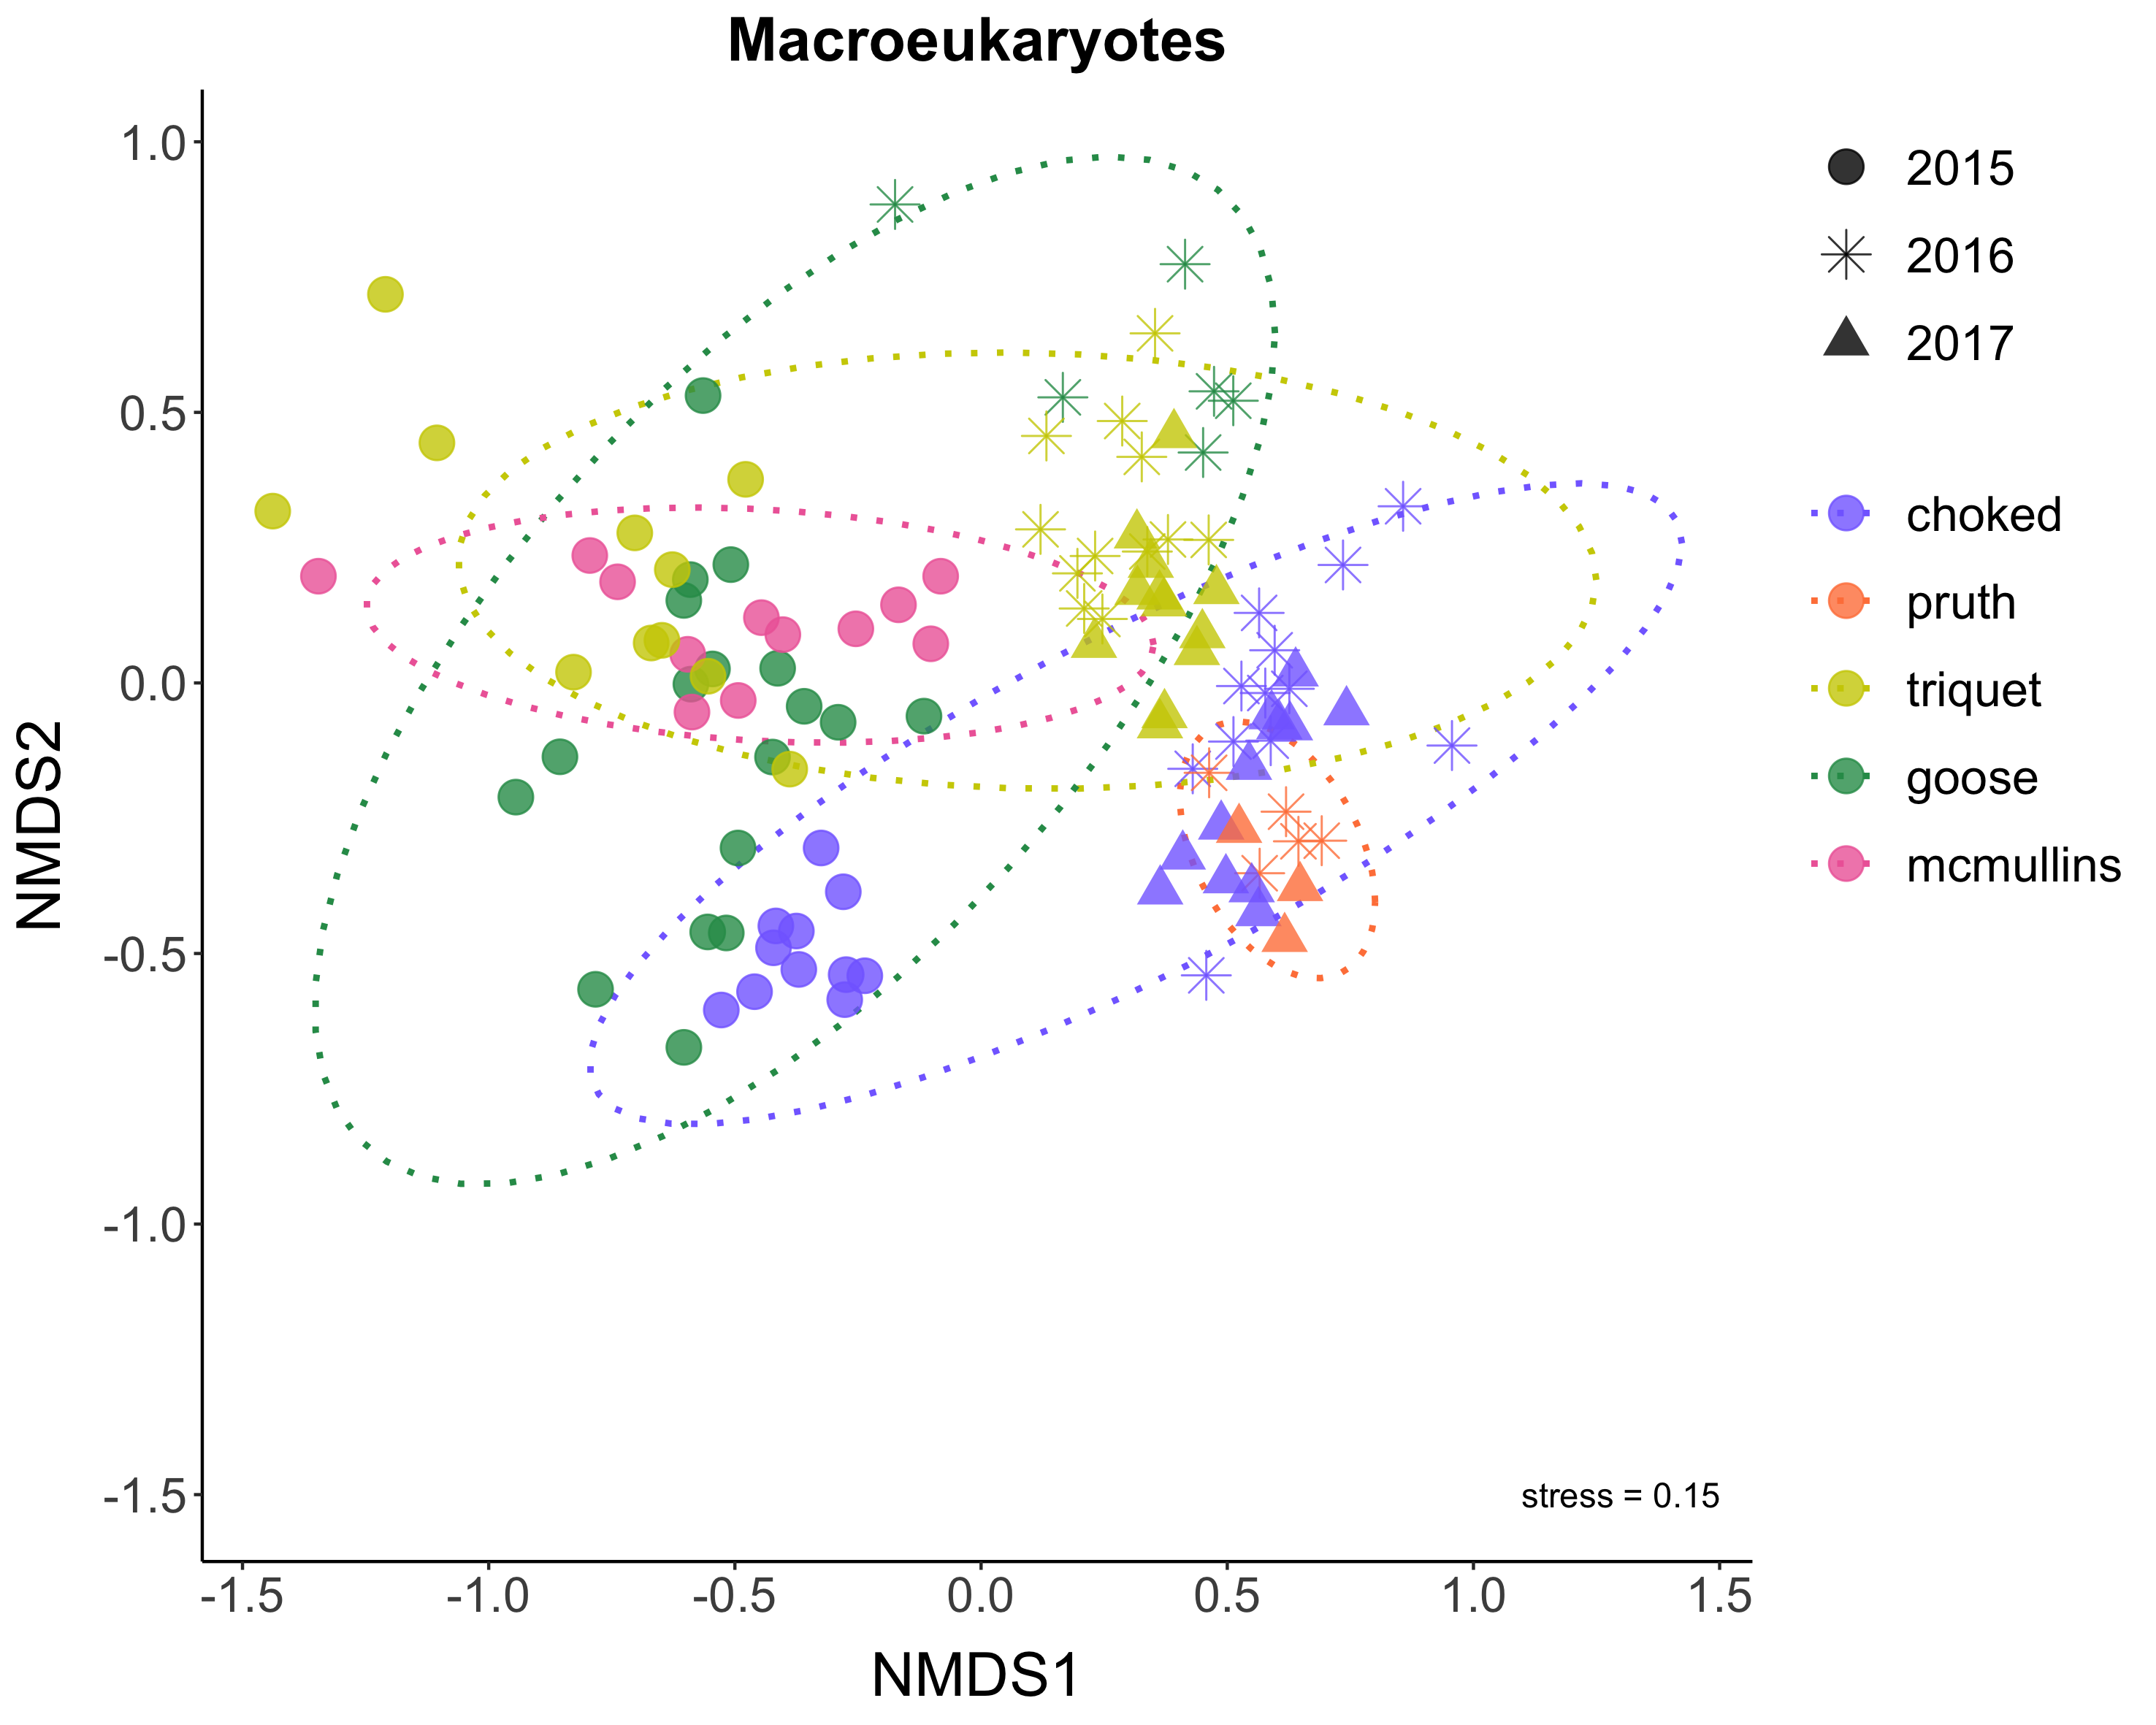 Macroeukaryotes
NMDS2
1.0
0.5
0.0
-0.5
-1.0
-1.5
-1.5 -1.0 -0.5 0.0 0.5 1.0 1.5
NMDS1
stress = 0.15
2015
2016
2017
choked
pruth
triquet
goose
mcmullins